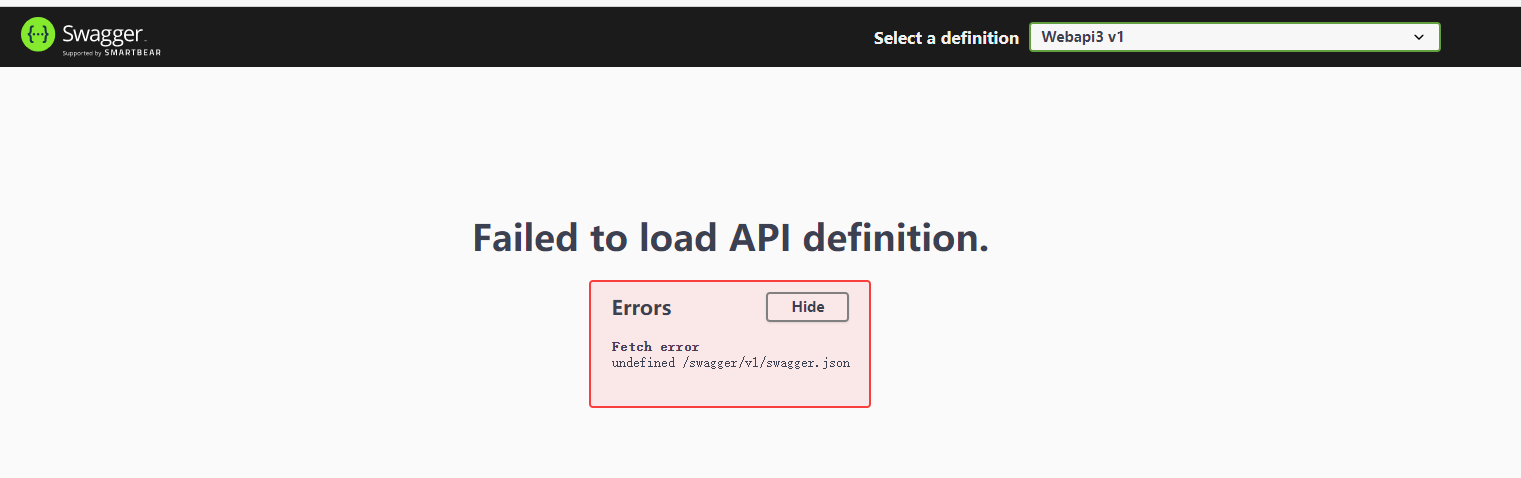 Swagger
Supported by SMARTBEAR
Select a definition
Webapi3 v1
Failed to load API definition.
Errors
Hide
Fetch error
undefined /swagger/v1/swagger.json